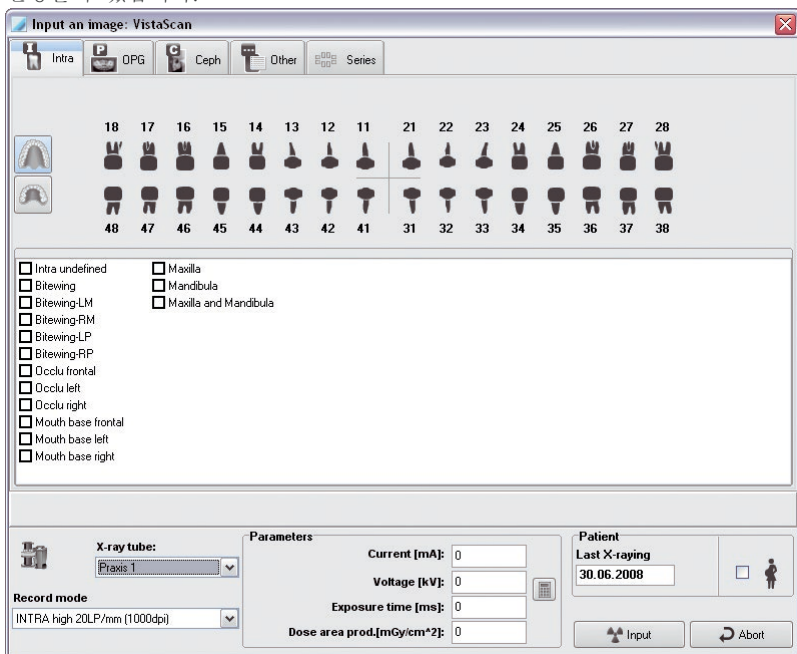 Input an image: VistaScan
Intra
OPG
Ceph
Other
Series
18 17 16 15 14 13 12 11 21 22 23 24 25 26 27 28
48 47 46 45 44 43 42 41 31 32 33 34 35 36 37 38
Intra undefined
Bitewing
Bitewing-LM
Bitewing-RM
Bitewing-LP
Bitewing-RP
Occlu frontal
Occlu left
Occlu right
Mouth base frontal
Mouth base left
Mouth base right
Maxilla
Mandibula
Maxilla and Mandibula
X-ray tube:
Praxis 1
Record mode
INTRA high 20LP/mm (1000dpi)
Parameters
Current [mA]: 0
Voltage [kV]: 0
Exposure time [ms]: 0
Dose area prod.[mGy/cm^2]: 0
Patient
Last X-raying
30.06.2008
Input
Abort